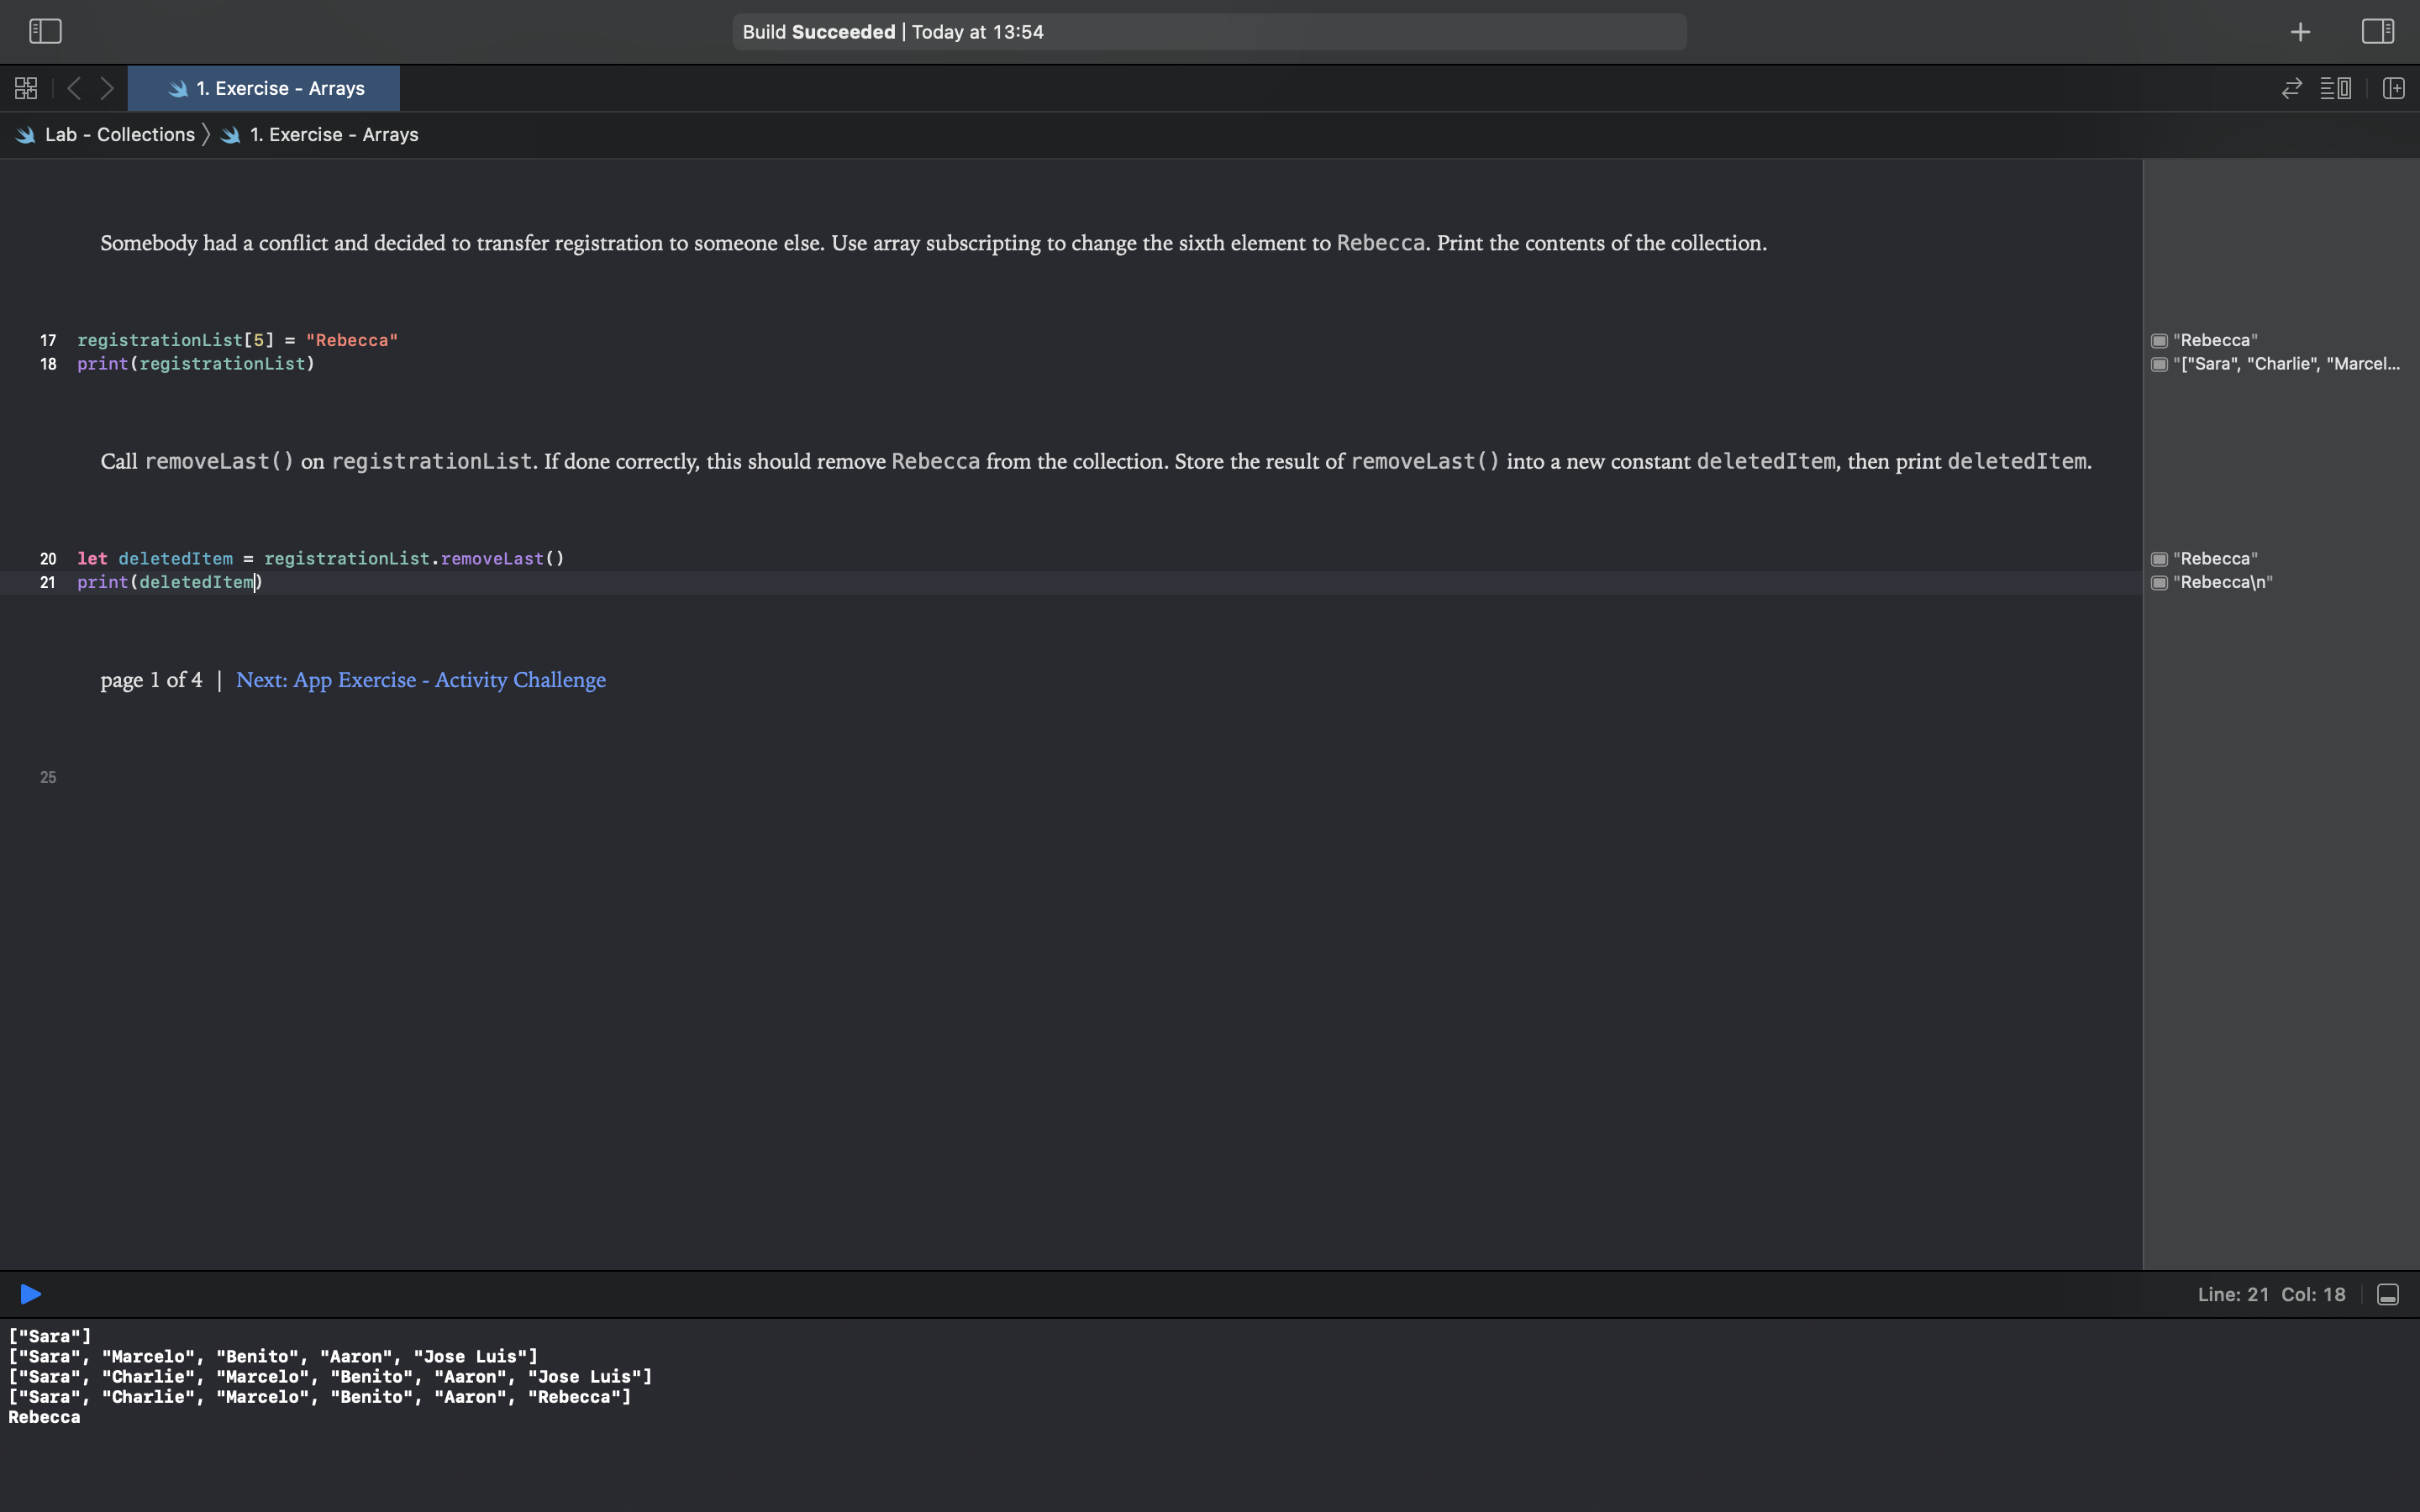 Build Succeeded | Today at 13:54
1. Exercise - Arrays
Lab - Collections 〉 1. Exercise - Arrays
Somebody had a conflict and decided to transfer registration to someone else. Use array subscripting to change the sixth element to Rebecca. Print the contents of the collection.
17 registrationList[5] = "Rebecca"
"Rebecca"
18 print(registrationList)
"["Sara", "Charlie", "Marcel...
Call removeLast() on registrationList. If done correctly, this should remove Rebecca from the collection. Store the result of removeLast() into a new constant deletedItem, then print deletedItem.
20 let deletedItem = registrationList.removeLast()
"Rebecca"
21 print(deletedItem)
"Rebecca\n"
page 1 of 4 | Next: App Exercise - Activity Challenge
25
Line: 21 Col: 18
["Sara"]
["Sara", "Marcelo", "Benito", "Aaron", "Jose Luis"]
["Sara", "Charlie", "Marcelo", "Benito", "Aaron", "Jose Luis"]
["Sara", "Charlie", "Marcelo", "Benito", "Aaron", "Rebecca"]
Rebecca